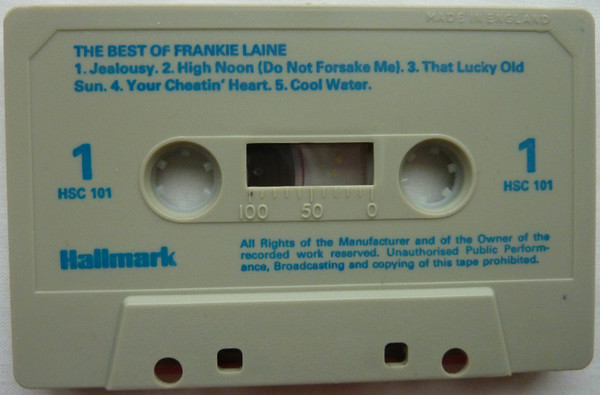 MADE IN ENGLAND
THE BEST OF FRANKIE LAINE
1. Jealousy. 2. High Noon (Do Not Forsake Me). 3. That Lucky Old
Sun. 4. Your Cheatin' Heart. 5. Cool Water.
1
HSC 101
1
HSC 101
100 50 0
Hallmark
All Rights of the Manufacturer and of the Owner of the
recorded work reserved. Unauthorised Public Perform-
ance, Broadcasting and copying of this tape prohibited.